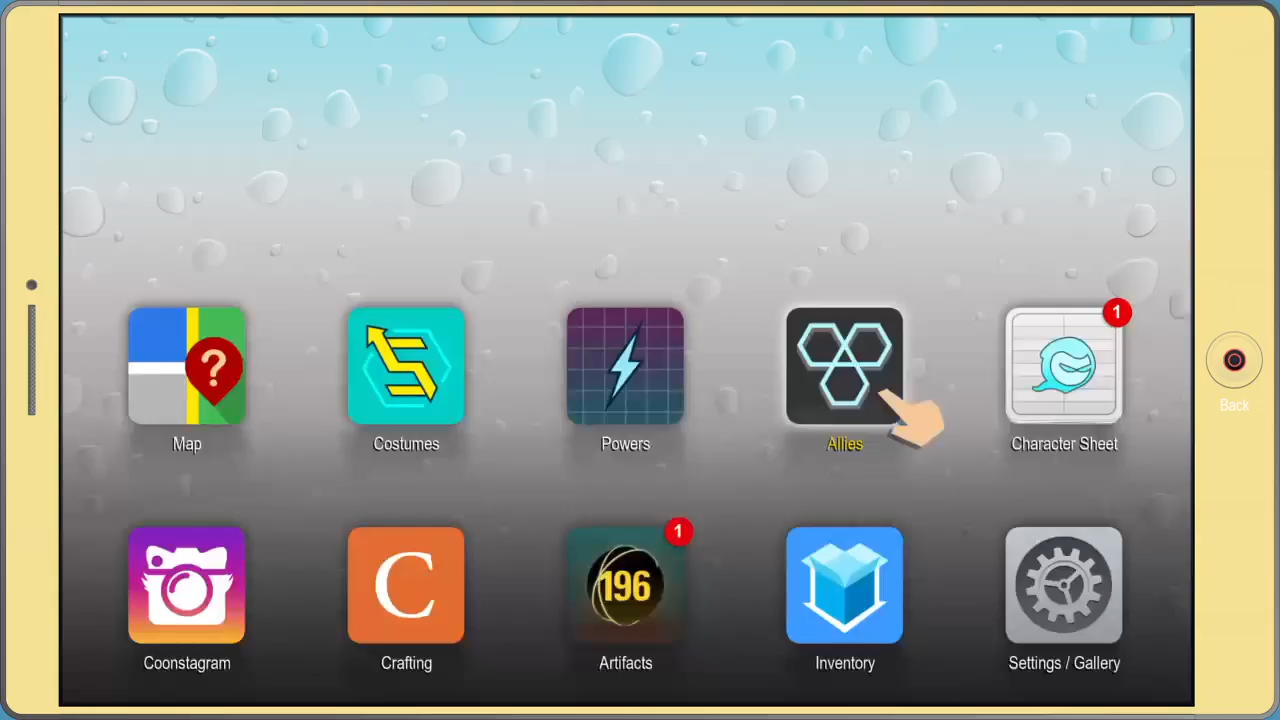 1
?
Map
Costumes
Powers
Allies
Character Sheet
Back
1
C
196
Coonstagram
Crafting
Artifacts
Inventory
Settings / Gallery